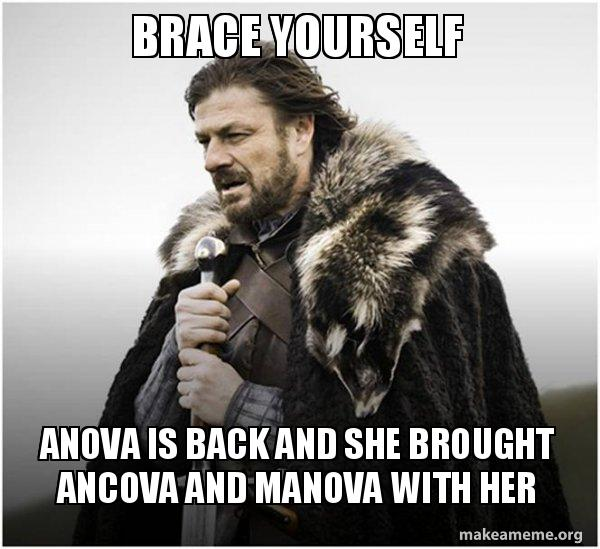 BRACE YOURSELF
ANOVA IS BACK AND SHE BROUGHT
ANCOVA AND MANOVA WITH HER
makeameme.org